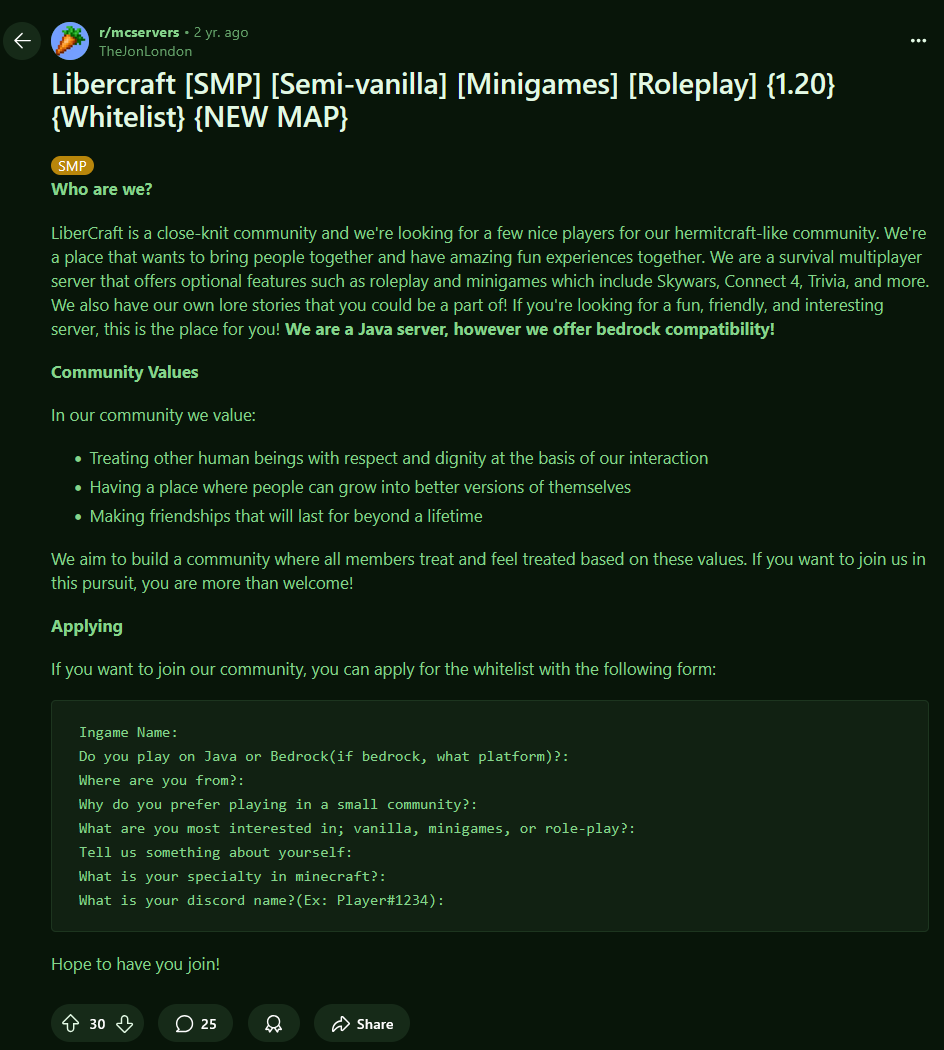 r/mcservers • 2 yr. ago
TheJonLondon
Libercraft [SMP] [Semi-vanilla] [Minigames] [Roleplay] {1.20}
{Whitelist} {NEW MAP}
SMP
Who are we?
LiberCraft is a close-knit community and we're looking for a few nice players for our hermitcraft-like community. We're
a place that wants to bring people together and have amazing fun experiences together. We are a survival multiplayer
server that offers optional features such as roleplay and minigames which include Skywars, Connect 4, Trivia, and more.
We also have our own lore stories that you could be a part of! If you're looking for a fun, friendly, and interesting
server, this is the place for you! We are a Java server, however we offer bedrock compatibility!
Community Values
In our community we value:
• Treating other human beings with respect and dignity at the basis of our interaction
• Having a place where people can grow into better versions of themselves
• Making friendships that will last for beyond a lifetime
We aim to build a community where all members treat and feel treated based on these values. If you want to join us in
this pursuit, you are more than welcome!
Applying
If you want to join our community, you can apply for the whitelist with the following form:
Ingame Name:
Do you play on Java or Bedrock(if bedrock, what platform)?:
Where are you from?:
Why do you prefer playing in a small community?:
What are you most interested in; vanilla, minigames, or role-play?:
Tell us something about yourself:
What is your specialty in minecraft?:
What is your discord name?(Ex: Player#1234):
Hope to have you join!
30 25 Share